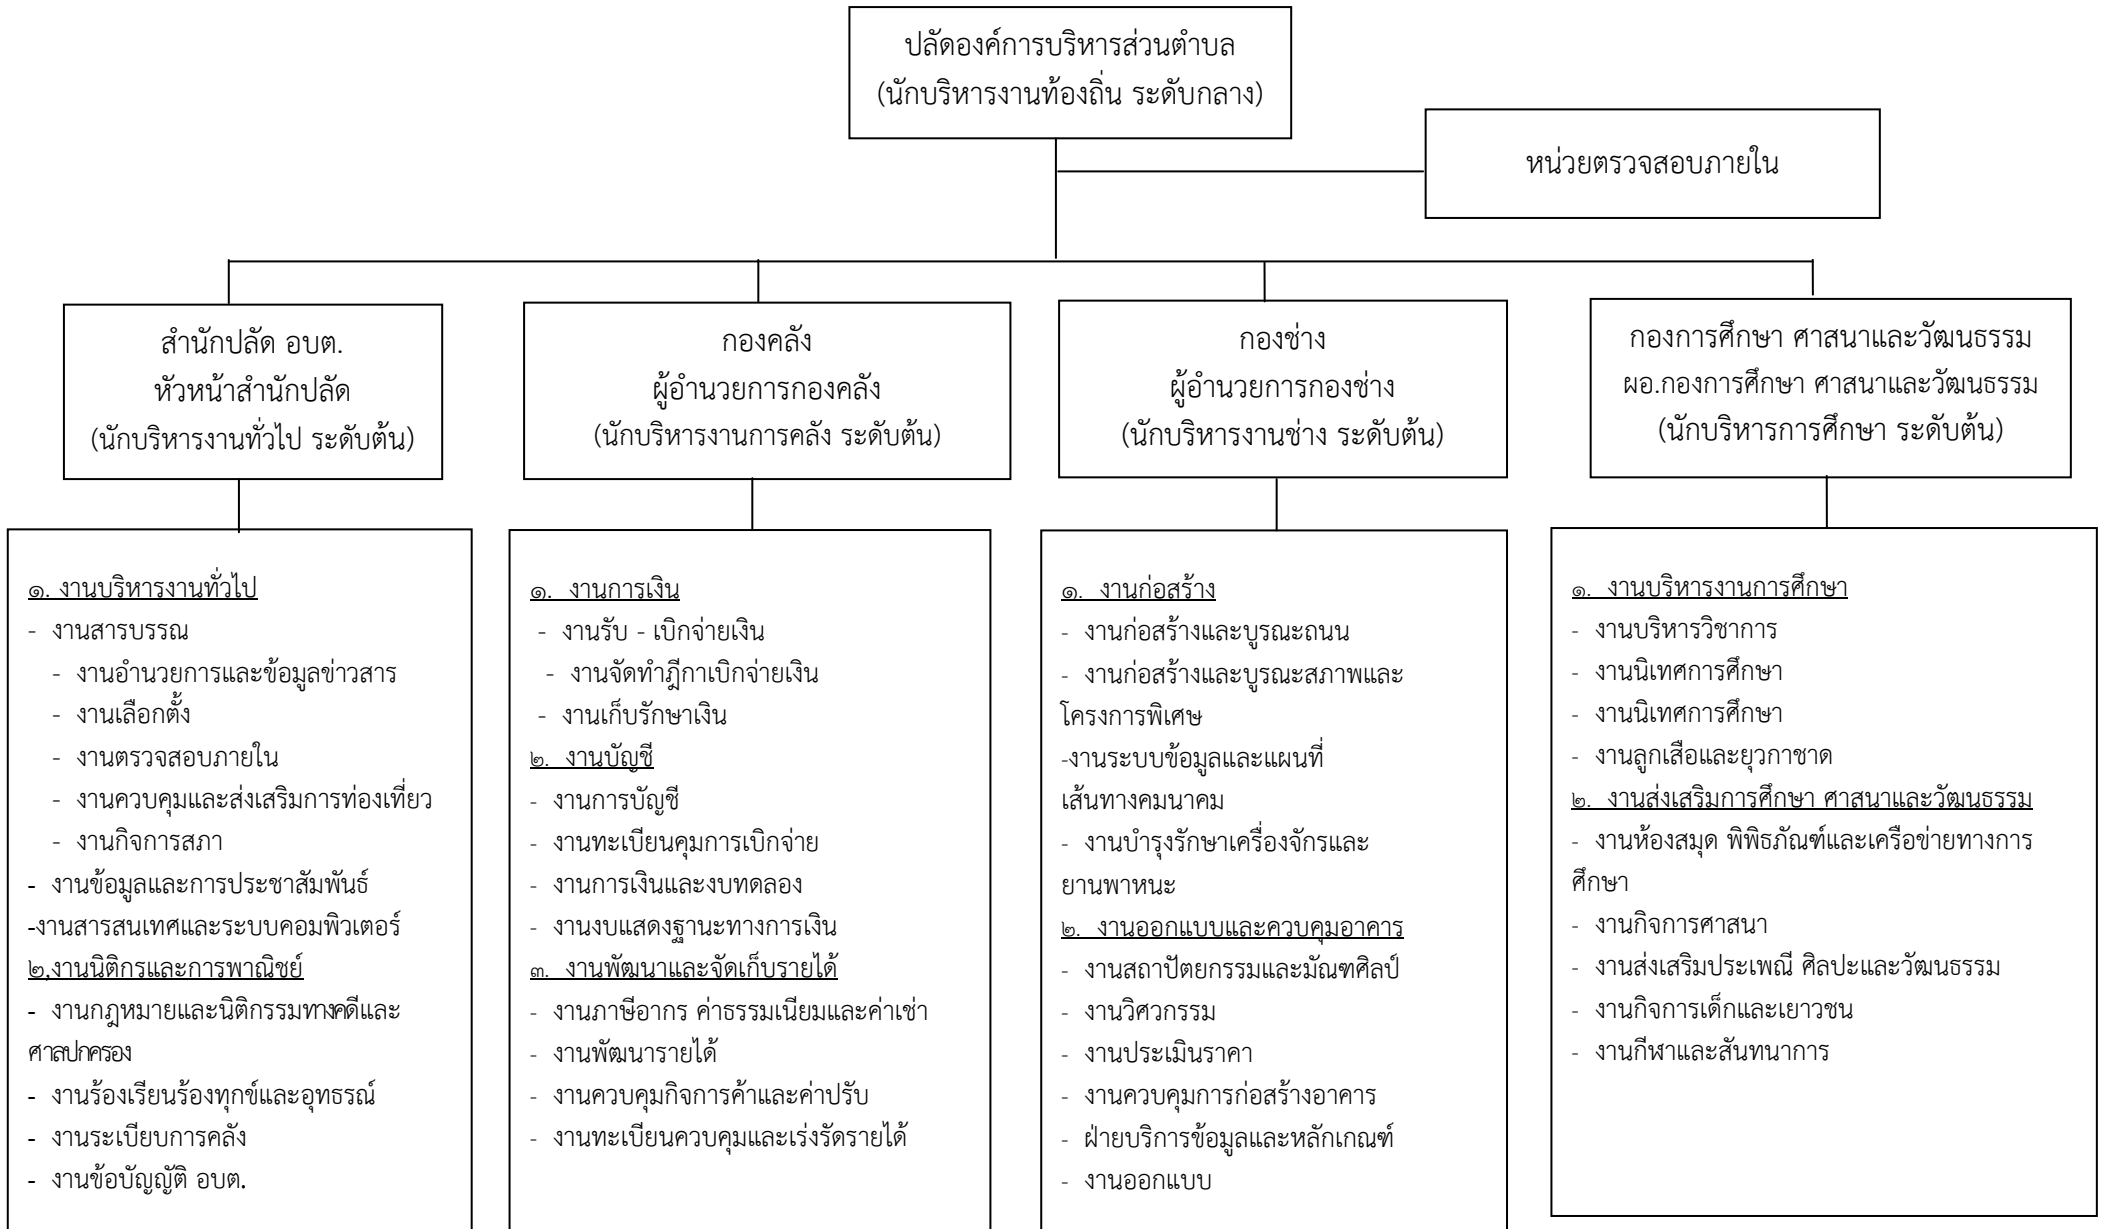 ปลัดองค์การบริหารส่วนตำบล
(นักบริหารงานท้องถิ่น ระดับกลาง)
หน่วยตรวจสอบภายใน
สำนักปลัด อบต.
หัวหน้าสำนักปลัด
(นักบริหารงานทั่วไป ระดับต้น)
กองคลัง
ผู้อำนวยการกองคลัง
(นักบริหารงานการคลัง ระดับต้น)
กองช่าง
ผู้อำนวยการกองช่าง
(นักบริหารงานช่าง ระดับต้น)
กองการศึกษา ศาสนาและวัฒนธรรม
ผอ.กองการศึกษา ศาสนาและวัฒนธรรม
(นักบริหารการศึกษา ระดับต้น)
๑. งานบริหารงานทั่วไป
- งานสารบรรณ
- งานอำนวยการและข้อมูลข่าวสาร
- งานเลือกตั้ง
- งานตรวจสอบภายใน
- งานควบคุมและส่งเสริมการท่องเที่ยว
- งานกิจการสภา
- งานข้อมูลและการประชาสัมพันธ์
-งานสารสนเทศและระบบคอมพิวเตอร์
๒,งานนิติกรและการพาณิชย์
- งานกฎหมายและนิติกรรมทางคดีและ
ศาลปกครอง
- งานร้องเรียนร้องทุกข์และอุทธรณ์
- งานระเบียบการคลัง
- งานข้อบัญญัติ อบต.
๑. งานการเงิน
- งานรับ - เบิกจ่ายเงิน
- งานจัดทำฎีกาเบิกจ่ายเงิน
- งานเก็บรักษาเงิน
๒. งานบัญชี
- งานการบัญชี
- งานทะเบียนคุมการเบิกจ่าย
- งานการเงินและงบทดลอง
- งานงบแสดงฐานะทางการเงิน
๓. งานพัฒนาและจัดเก็บรายได้
- งานภาษีอากร ค่าธรรมเนียมและค่าเช่า
- งานพัฒนารายได้
- งานควบคุมกิจการค้าและค่าปรับ
- งานทะเบียนควบคุมและเร่งรัดรายได้
๑. งานก่อสร้าง
- งานก่อสร้างและบูรณะถนน
- งานก่อสร้างและบูรณะสภาพและ
โครงการพิเศษ
-งานระบบข้อมูลและแผนที่
เส้นทางคมนาคม
- งานบำรุงรักษาเครื่องจักรและ
ยานพาหนะ
๒. งานออกแบบและควบคุมอาคาร
- งานสถาปัตยกรรมและมัณฑศิลป์
- งานวิศวกรรม
- งานประเมินราคา
- งานควบคุมการก่อสร้างอาคาร
- ฝ่ายบริการข้อมูลและหลักเกณฑ์
- งานออกแบบ
๑. งานบริหารงานการศึกษา
- งานบริหารวิชาการ
- งานนิเทศการศึกษา
- งานนิเทศการศึกษา
- งานลูกเสือและยุวกาชาด
๒. งานส่งเสริมการศึกษา ศาสนาและวัฒนธรรม
- งานห้องสมุด พิพิธภัณฑ์และเครือข่ายทางการ
ศึกษา
- งานกิจการศาสนา
- งานส่งเสริมประเพณี ศิลปะและวัฒนธรรม
- งานกิจการเด็กและเยาวชน
- งานกีฬาและสันทนาการ